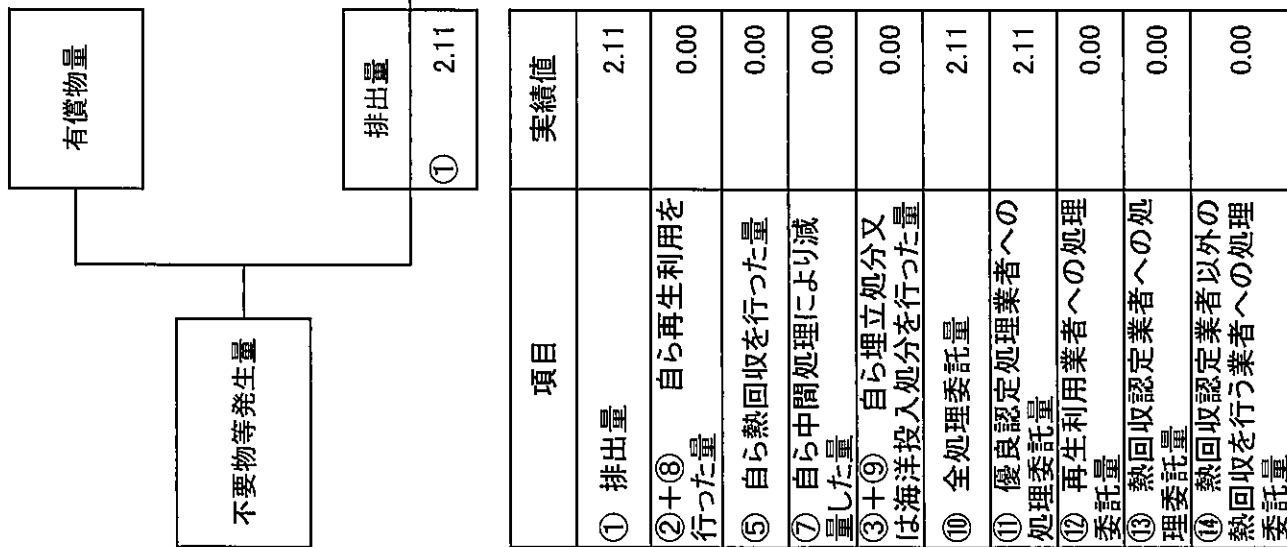 有償物量
不要物等発生量
排出量
① 2.11
項目 実績値
① 排出量 2.11
②+⑧ 自ら再生利用を
行った量 0.00
⑤ 自ら熱回収を行った量 0.00
⑦ 自ら中間処理により減
量した量 0.00
③+⑨ 自ら埋立処分又
は海洋投入処分を行った量 0.00
⑩ 全処理委託量 2.11
⑪ 優良認定処理業者への
処理委託量 2.11
⑫ 再生利用業者への処理
委託量 0.00
⑬ 熱回収認定業者への処
理委託量 0.00
⑭ 熱回収認定業者以外の
熱回収を行う業者への処理
委託量 0.00